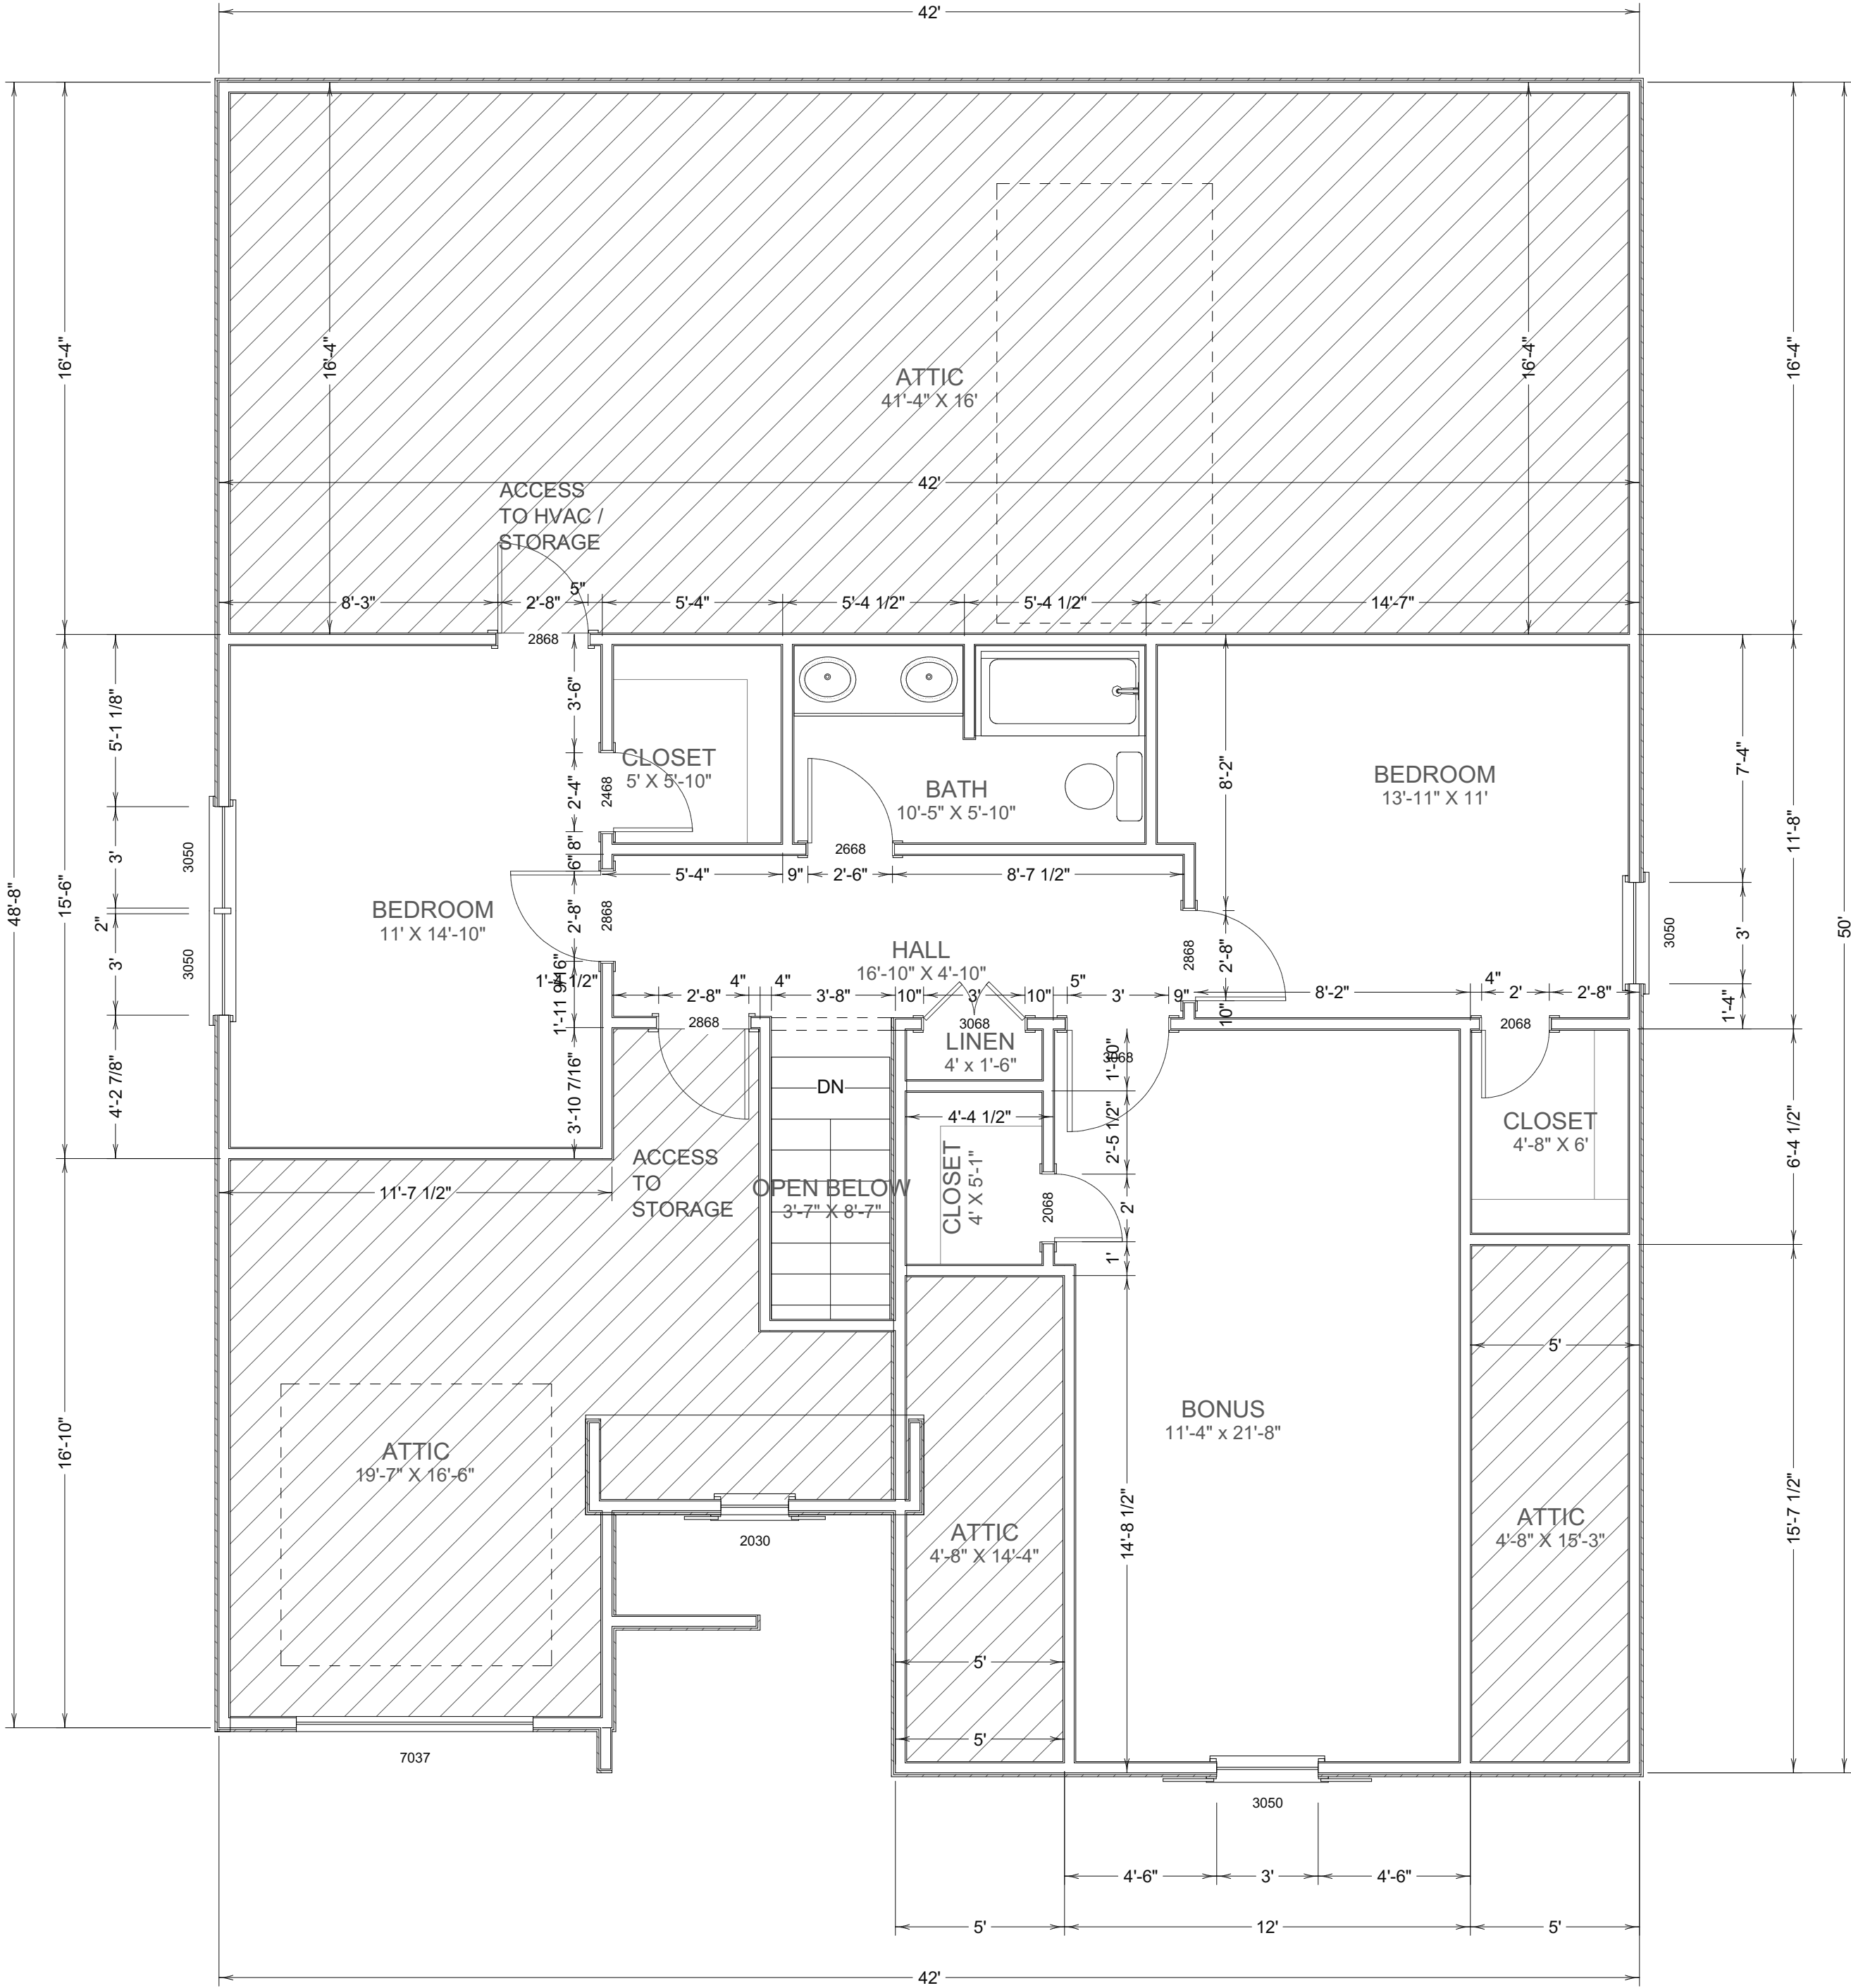 42'
16'-4"
16'-4"
16'-4"
16'-4"
ATTIC
41'-4" X 16'
42'
ACCESS
TO HVAC /
STORAGE
8'-3"
2'-8"
5"
5'-4"
5'-4 1/2"
5'-4 1/2"
14'-7"
2868
48'-8"
15'-6"
5'-1 1/8"
3'
2"
3'
4'-2 7/8"
3050
3050
3'-6"
2'-4"
2468
8"
6"
2'-8"
2868
1'-11 9/16"
3'-10 7/16"
CLOSET
5' X 5'-10"
BATH
10'-5" X 5'-10"
2668
8'-2"
BEDROOM
13'-11" X 11'
7'-4"
3'
1'-4"
3050
11'-8"
50'
5'-4"
9"
2'-6"
8'-7 1/2"
BEDROOM
11' X 14'-10"
HALL
16'-10" X 4'-10"
2868
2'-8"
10"
2'-8"
4"
4"
3'-8"
10"
3'
10"
5"
3'
9"
8'-2"
4"
2'
2'-8"
2868
3068
3068
2068
LINEN
4' x 1'-6"
1'-10"
DN
4'-4 1/2"
2'-5 1/2"
CLOSET
4' X 5'-1"
2068
2'
1'
CLOSET
4'-8" X 6'
6'-4 1/2"
ACCESS
TO
STORAGE
OPEN BELOW
3'-7" X 8'-7"
11'-7 1/2"
16'-10"
5'
BONUS
11'-4" x 21'-8"
ATTIC
19'-7" X 16'-6"
14'-8 1/2"
ATTIC
4'-8" X 14'-4"
ATTIC
4'-8" X 15'-3"
15'-7 1/2"
2030
5'
5'
7037
3050
4'-6"
3'
4'-6"
5'
12'
5'
42'